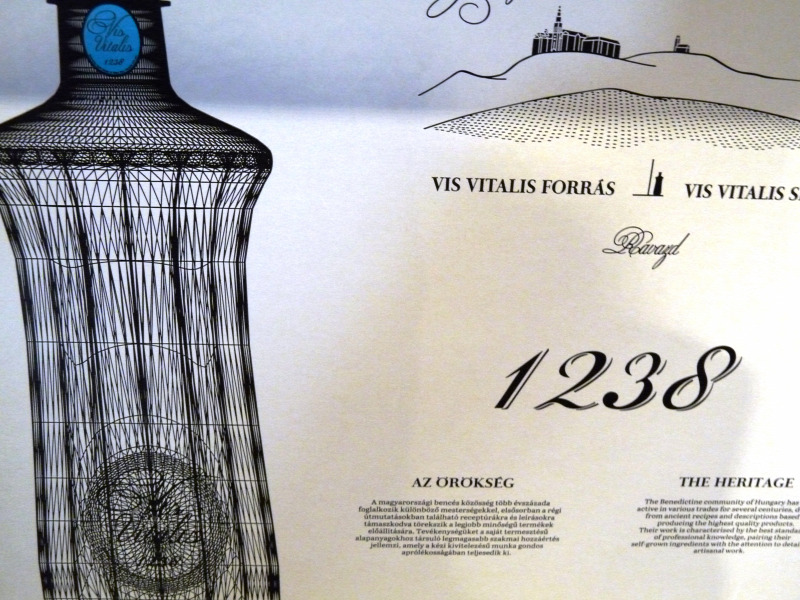 Vis
Vitalis
1238
VIS VITALIS FORRÁS
VIS VITALIS
Ravazd
1238
AZ ÖRÖKSÉG
A magyarországi bencés közösség több évszázada
foglalkozik különböző mesterségekkel, elsősorban a régi
útmutatásokban található receptúrákra és leírásokra
támaszkodva törekszik a legjobb minőségű termékek
előállítására. Tevékenységüket a saját termesztésű
alapanyagokhoz társuló legmagasabb szakmai hozzáértés
jellemzi, amely a kézi kivitelezésű munka gondos
aprólékosságában teljesedik ki.
THE HERITAGE
The Benedictine community of Hungary has
active in various trades for several centuries,
from ancient recipes and descriptions based
producing the highest quality products.
Their work is characterised by the best
of professional knowledge, pairing their
self-grown ingredients with the attention to
artisanal work.
1238